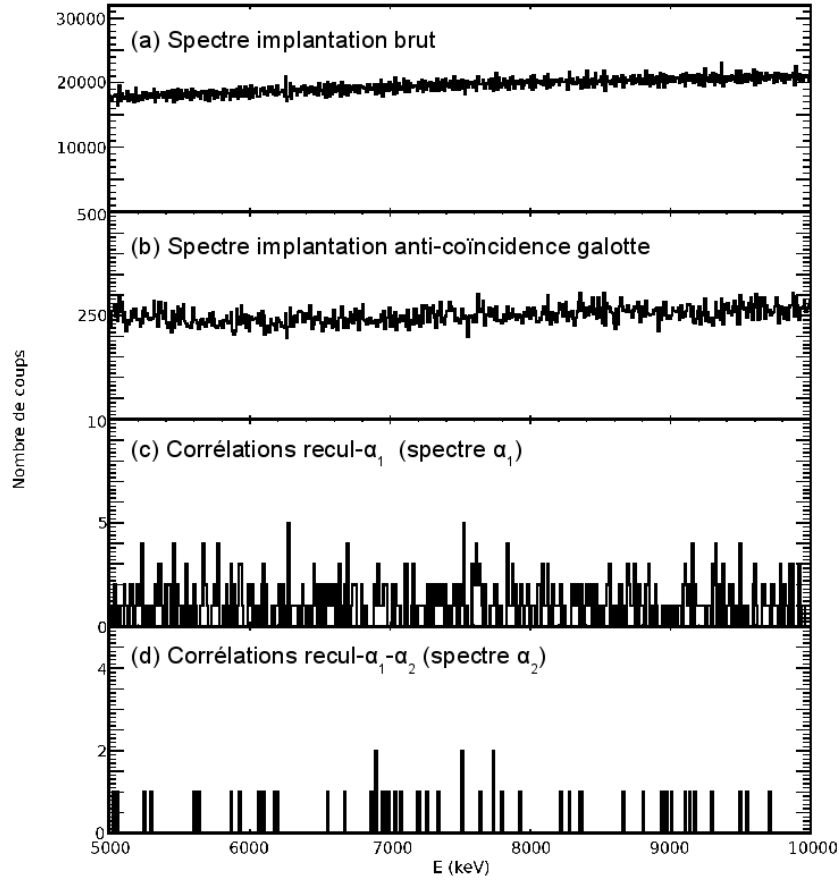 30000
(a) Spectre implantation brut
20000
10000
500
(b) Spectre implantation anti-coïncidence galotte
250
Nombre de coups
10
(c) Corrélations recul-α₁ (spectre α₁)
5
0
(d) Corrélations recul-α₁-α₂ (spectre α₂)
4
2
0
5000 6000 7000 8000 9000 10000
E (keV)